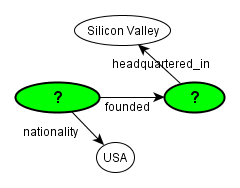 Silicon Valley
headquartered_in
?
?
founded
nationality
USA